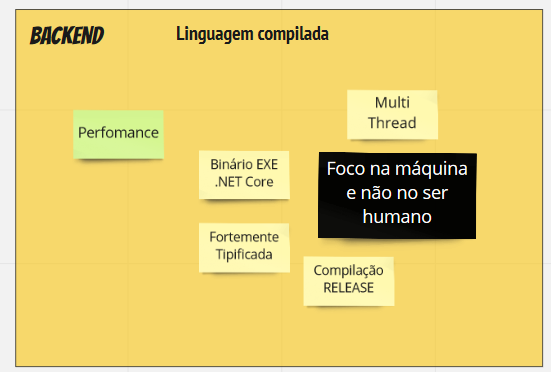 BACKEND
Linguagem compilada
Perfomance
Multi
Thread
Binário EXE
.NET Core
Foco na máquina
e não no ser
humano
Fortemente
Tipificada
Compilação
RELEASE